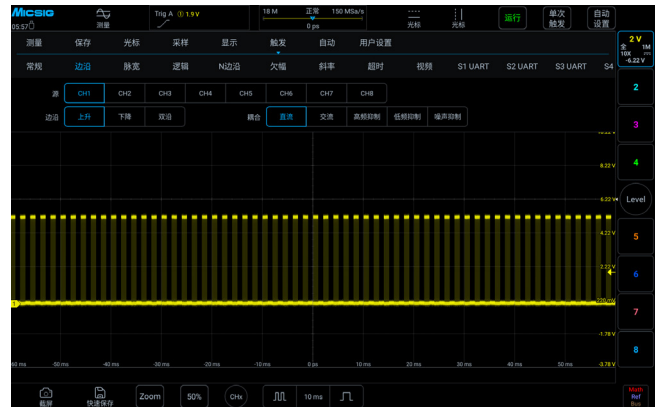 Micsig
05:57
测量
Trig A ① 1.9 V
18 M 正常 150 MSa/s
0 ps
光标
光标
运行
单次
触发
自动
设置
测量 保存 光标 采样 显示 触发 自动 用户设置
常规 边沿 脉宽 逻辑 N边沿 欠幅 斜率 超时 视频 S1 UART S2 UART S3 UART S4
源 CH1 CH2 CH3 CH4 CH5 CH6 CH7 CH8
边沿 上升 下降 双沿 耦合 直流 交流 高频抑制 低频抑制 噪声抑制
2 V
全 1M
10X
-6.22 V
2
3
4
Level
5
6
7
8
8.22 V
6.22 V
4.22 V
2.22 V
220 mV
-1.78 V
-3.78 V
1
60 ms -50 ms -40 ms -30 ms -20 ms -10 ms 0 ps 10 ms 20 ms 30 ms 40 ms 50 ms
截屏 快速保存 Zoom 50% CHx 10 ms
Math
Ref
Bus